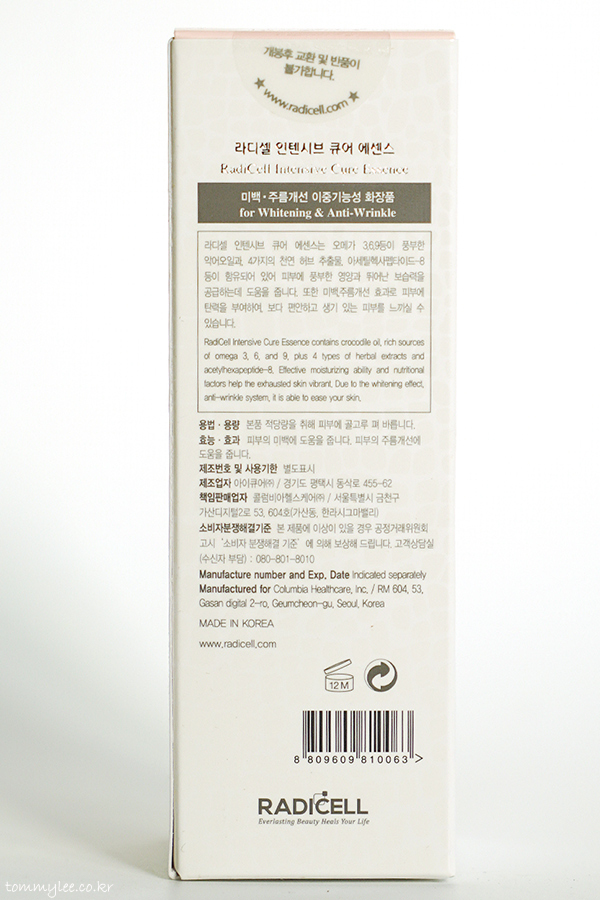 개봉후 교환 및 반품이
불가합니다.
★ www.radicell.com ★
라디셀 인텐시브 큐어 에센스
RadiCell Intensive Cure Essence
미백·주름개선 이중기능성 화장품
for Whitening & Anti-Wrinkle
라디셀 인텐시브 큐어 에센스는 오메가 3,6,9등이 풍부한
악어오일과, 4가지의 천연 허브 추출물, 아세틸헥사펩타이드-8
등이 함유되어 있어 피부에 풍부한 영양과 뛰어난 보습력을
공급하는데 도움을 줍니다. 또한 미백,주름개선 효과로 피부에
탄력을 부여하여, 보다 편안하고 생기 있는 피부를 느끼실 수
있습니다.
RadiCell Intensive Cure Essence contains crocodile oil, rich sources
of omega 3, 6, and 9, plus 4 types of herbal extracts and
acetylhexapeptide-8. Effective moisturizing ability and nutritional
factors help the exhausted skin vibrant. Due to the whitening effect,
anti-wrinkle system, it is able to ease your skin.
용법·용량 본품 적당량을 취해 피부에 골고루 펴 바릅니다.
효능·효과 피부의 미백에 도움을 줍니다. 피부의 주름개선에
도움을 줍니다.
제조번호 및 사용기한 별도표시
제조업자 아이큐어㈜ / 경기도 평택시 동삭로 455-62
책임판매업자 콜럼비아헬스케어㈜ / 서울특별시 금천구
가산디지털2로 53, 604호(가산동, 한라시그마밸리)
소비자분쟁해결기준 본 제품에 이상이 있을 경우 공정거래위원회
고시 '소비자 분쟁해결 기준' 에 의해 보상해 드립니다. 고객상담실
(수신자 부담) : 080-801-8010
Manufacture number and Exp, Date Indicated separately
Manufactured for Columbia Healthcare, Inc, / RM 604, 53,
Gasan digital 2-ro, Geumcheon-gu, Seoul, Korea
MADE IN KOREA
www.radicell.com
12M
8 809609 810063 >
RADICELL
Everlasting Beauty Heals Your Life
tommylee.co.kr